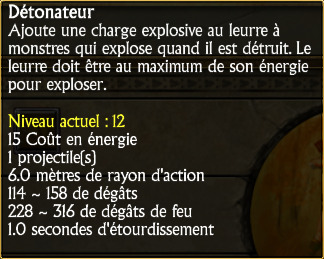 Détonateur
Ajoute une charge explosive au leurre à
monstres qui explose quand il est détruit. Le
leurre doit être au maximum de son énergie
pour exploser.
Niveau actuel : 12
15 Coût en énergie
1 projectile(s)
6.0 mètres de rayon d'action
114 ~ 158 de dégâts
228 ~ 316 de dégâts de feu
1.0 secondes d'étourdissement